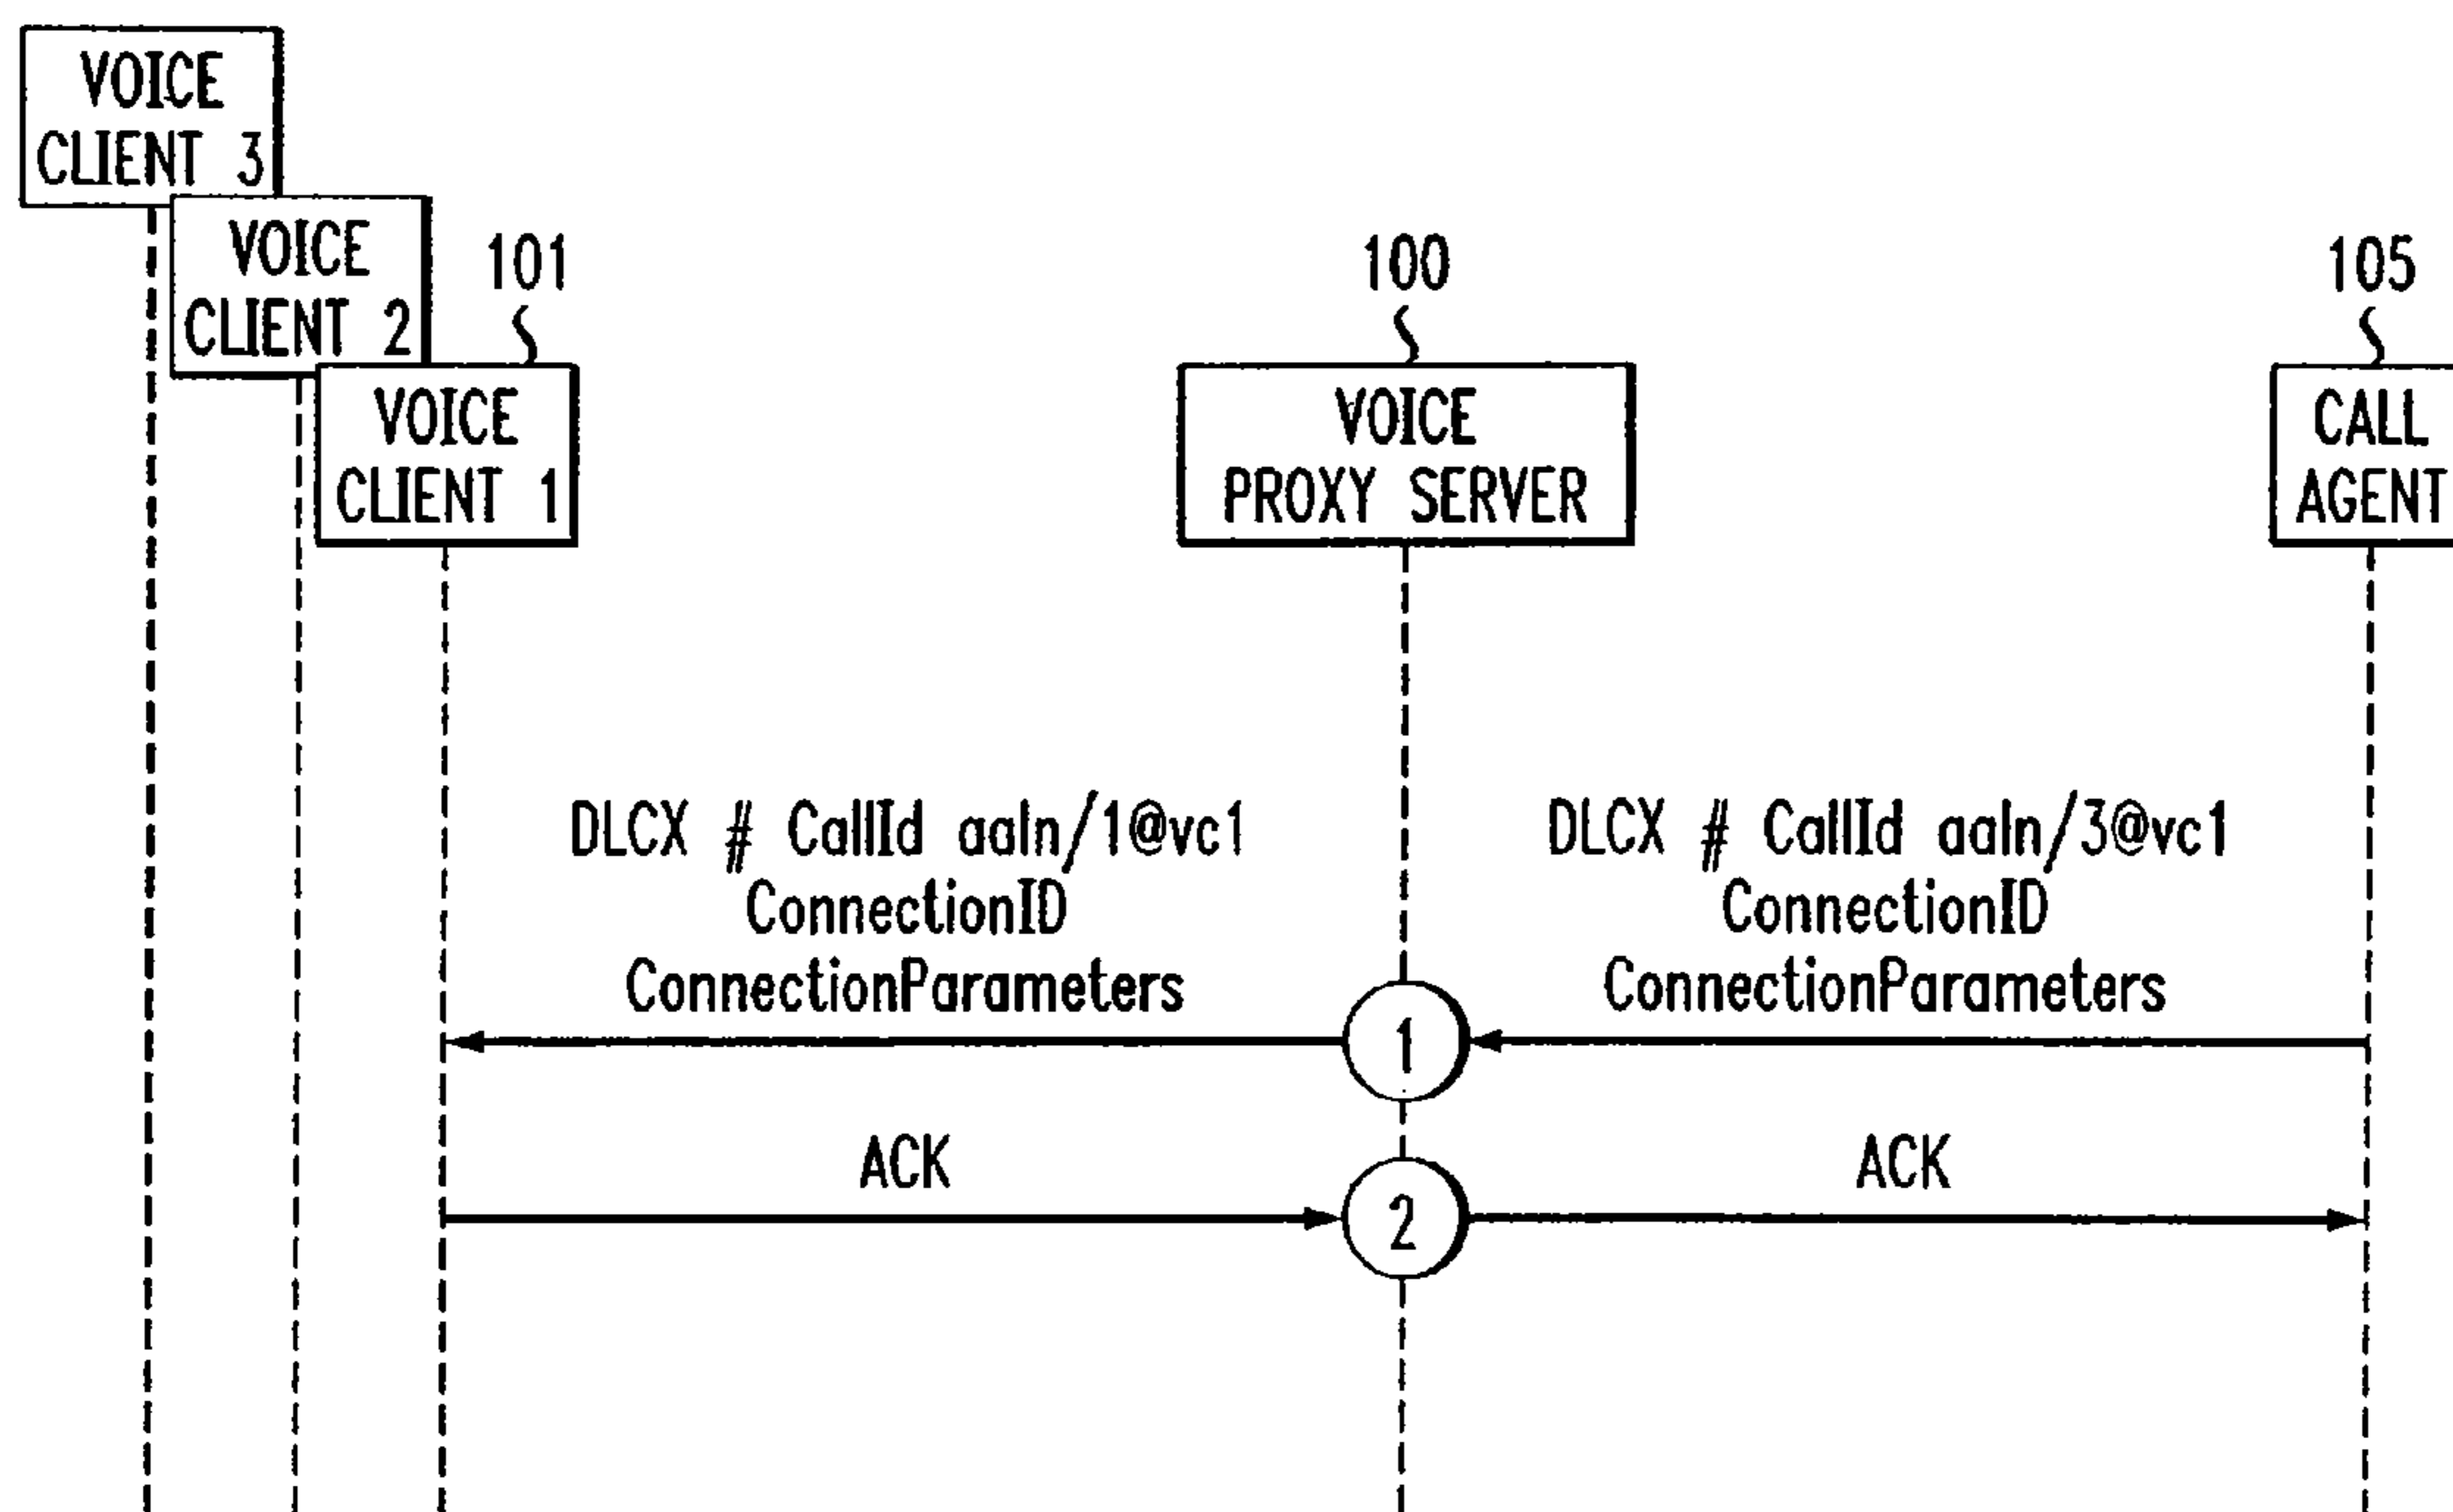 VOICE
CLIENT 3
VOICE
CLIENT 2
101
VOICE
CLIENT 1
100
VOICE
PROXY SERVER
105
CALL
AGENT
DLCX # CallId aaln/1@vc1
ConnectionID
ConnectionParameters
DLCX # CallId aaln/3@vc1
ConnectionID
ConnectionParameters
1
ACK
ACK
2